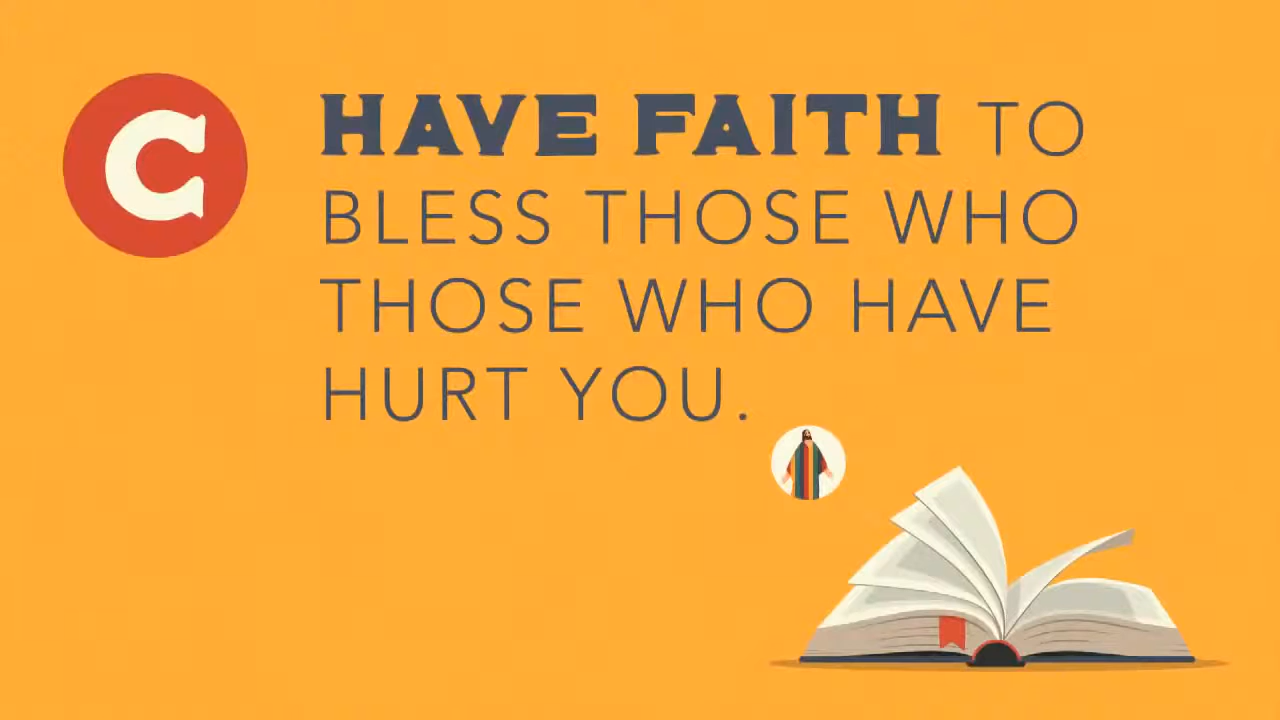 C
HAVE FAITH TO
BLESS THOSE WHO
THOSE WHO HAVE
HURT YOU.